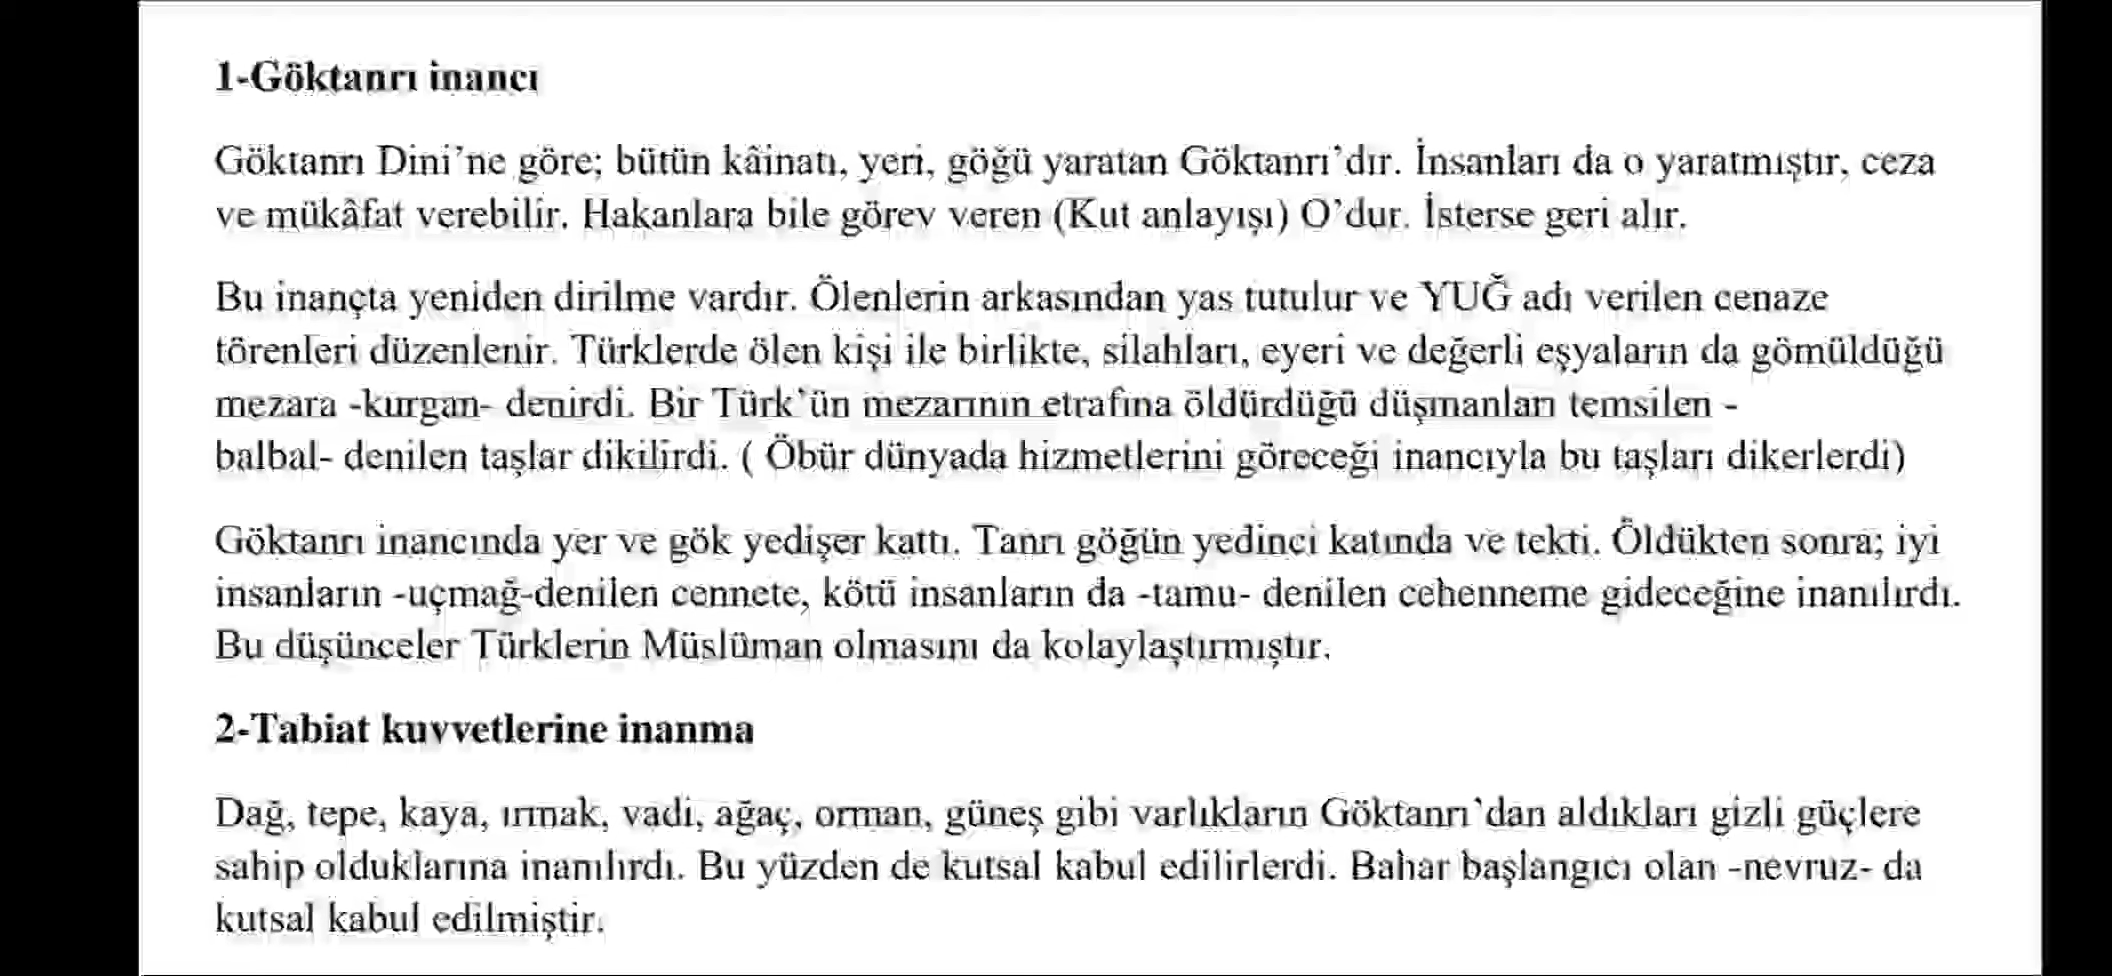 1-Göktanrı inancı
Göktanrı Dini’ne göre; bütün kâinatı, yeri, göğü yaratan Göktanrı’dır. İnsanları da o yaratmıştır, ceza
ve mükâfat verebilir. Hakanlara bile görev veren (Kut anlayışı) O’dur. İsterse geri alır.
Bu inançta yeniden dirilme vardır. Ölenlerin arkasından yas tutulur ve YUĞ adı verilen cenaze
törenleri düzenlenir. Türklerde ölen kişi ile birlikte, silahları, eyeri ve değerli eşyaların da gömüldüğü
mezara -kurgan- denirdi. Bir Türk’ün mezarının etrafına öldürdüğü düşmanları temsilen -
balbal- denilen taşlar dikilirdi. ( Öbür dünyada hizmetlerini göreceği inancıyla bu taşları dikerlerdi)
Göktanrı inancında yer ve gök yedişer kattı. Tanrı göğün yedinci katında ve tekti. Öldükten sonra; iyi
insanların -uçmağ-denilen cennete, kötü insanların da -tamu- denilen cehenneme gideceğine inanılırdı.
Bu düşünceler Türklerin Müslüman olmasını da kolaylaştırmıştır.
2-Tabiat kuvvetlerine inanma
Dağ, tepe, kaya, ırmak, vadi, ağaç, orman, güneş gibi varlıkların Göktanrı’dan aldıkları gizli güçlere
sahip olduklarına inanılırdı. Bu yüzden de kutsal kabul edilirlerdi. Bahar başlangıcı olan -nevruz- da
kutsal kabul edilmiştir.